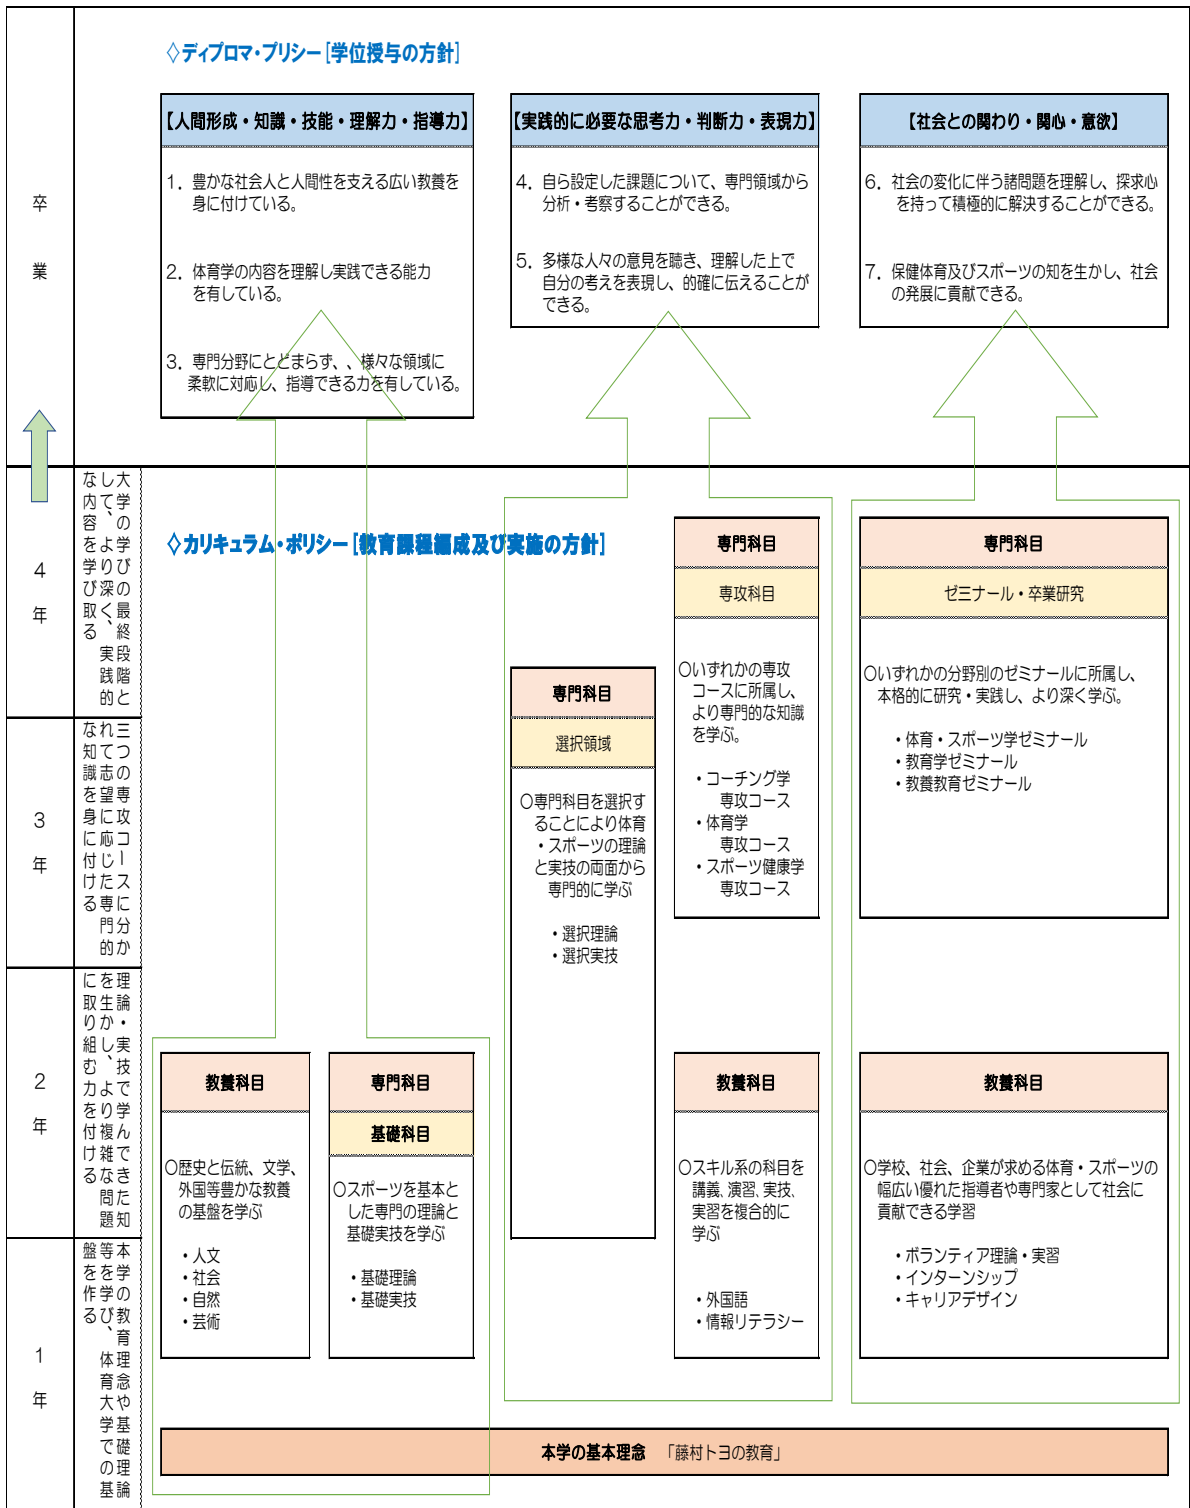 ◇ディプロマ・プリシー[学位授与の方針]
【人間形成・知識・技能・理解力・指導力】
1．豊かな社会人と人間性を支える広い教養を
身に付けている。
2．体育学の内容を理解し実践できる能力
を有している。
3．専門分野にとどまらず、、様々な領域に
柔軟に対応し、指導できる力を有している。
【実践的に必要な思考力・判断力・表現力】
4．自ら設定した課題について、専門領域から
分析・考察することができる。
5．多様な人々の意見を聴き、理解した上で
自分の考えを表現し、的確に伝えることが
できる。
【社会との関わり・関心・意欲】
6．社会の変化に伴う諸問題を理解し、探求心
を持って積極的に解決することができる。
7．保健体育及びスポーツの知を生かし、社会
の発展に貢献できる。
卒
業
4
年
大学の学びの最終段階と
して、より深く、実践的
な内容を学び取る
◇カリキュラム・ポリシー[教育課程編成及び実施の方針]
専門科目
専攻科目
〇いずれかの専攻
コースに所属し、
より専門的な知識
を学ぶ。
・コーチング学
専攻コース
・体育学
専攻コース
・スポーツ健康学
専攻コース
専門科目
ゼミナール・卒業研究
〇いずれかの分野別のゼミナールに所属し、
本格的に研究・実践し、より深く学ぶ。
・体育・スポーツ学ゼミナール
・教育学ゼミナール
・教養教育ゼミナール
専門科目
選択領域
〇専門科目を選択す
ることにより体育
・スポーツの理論
と実技の両面から
専門的に学ぶ
・選択理論
・選択実技
3
年
三つの専攻コースに分か
れて志望に応じた専門的
な知識を身に付ける
2
年
理論・実技で学んできた知
を生かし、より複雑な問題
に取り組む力を付ける
教養科目
〇歴史と伝統、文学、
外国等豊かな教養
の基盤を学ぶ
・人文
・社会
・自然
・芸術
専門科目
基礎科目
〇スポーツを基本と
した専門の理論と
基礎実技を学ぶ
・基礎理論
・基礎実技
教養科目
〇スキル系の科目を
講義、演習、実技、
実習を複合的に
学ぶ
・外国語
・情報リテラシー
教養科目
〇学校、社会、企業が求める体育・スポーツの
幅広い優れた指導者や専門家として社会に
貢献できる学習
・ボランティア理論・実習
・インターンシップ
・キャリアデザイン
1
年
本学の教育理念や基礎理論
等を学び、体育大学での基
盤を作る
本学の基本理念　「藤村トヨの教育」